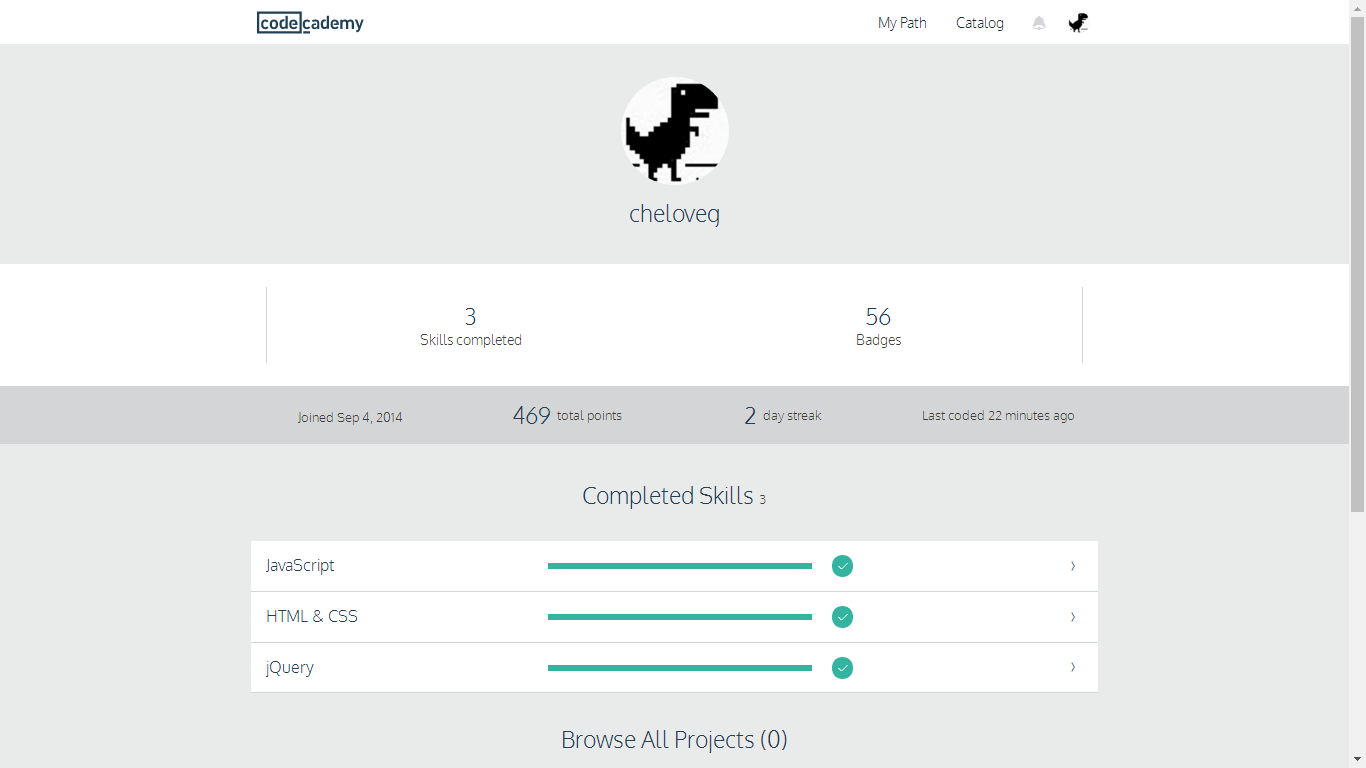 codecademy
My Path Catalog
cheloveg
3 56
Skills completed Badges
Joined Sep 4, 2014 469 total points 2 day streak Last coded 22 minutes ago
Completed Skills 3
JavaScript
HTML & CSS
jQuery
Browse All Projects (0)